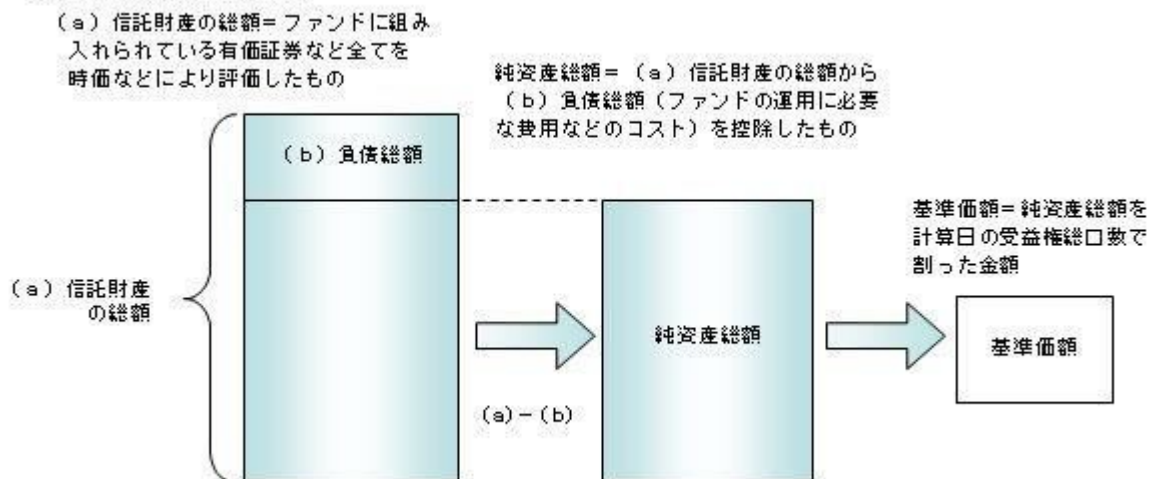 (a)信託財産の総額=ファンドに組み
入れられている有価証券など全てを
時価などにより評価したもの
純資産総額=(a)信託財産の総額から
(b)負債総額(ファンドの運用に必要
な費用などのコスト)を控除したもの
(b)負債総額
基準価額=純資産総額を
計算日の受益権総口数で
割った金額
(a)信託財産
の総額
純資産総額
基準価額
(a)-(b)